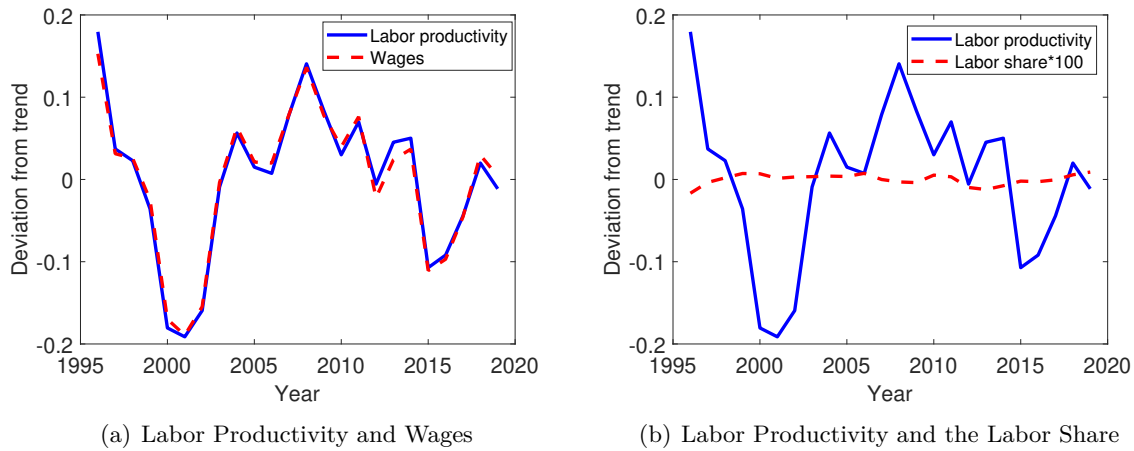 0.2
0.1
0
-0.1
-0.2
Deviation from trend
Labor productivity
Wages
1995 2000 2005 2010 2015 2020
Year
(a) Labor Productivity and Wages
0.2
0.1
0
-0.1
-0.2
Deviation from trend
Labor productivity
Labor share*100
1995 2000 2005 2010 2015 2020
Year
(b) Labor Productivity and the Labor Share